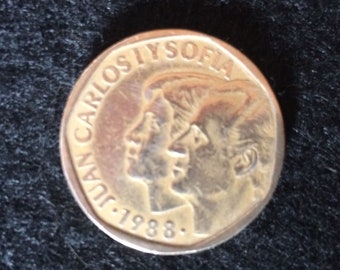 JUAN CARLOS I Y SOFIA
· 1988 ·